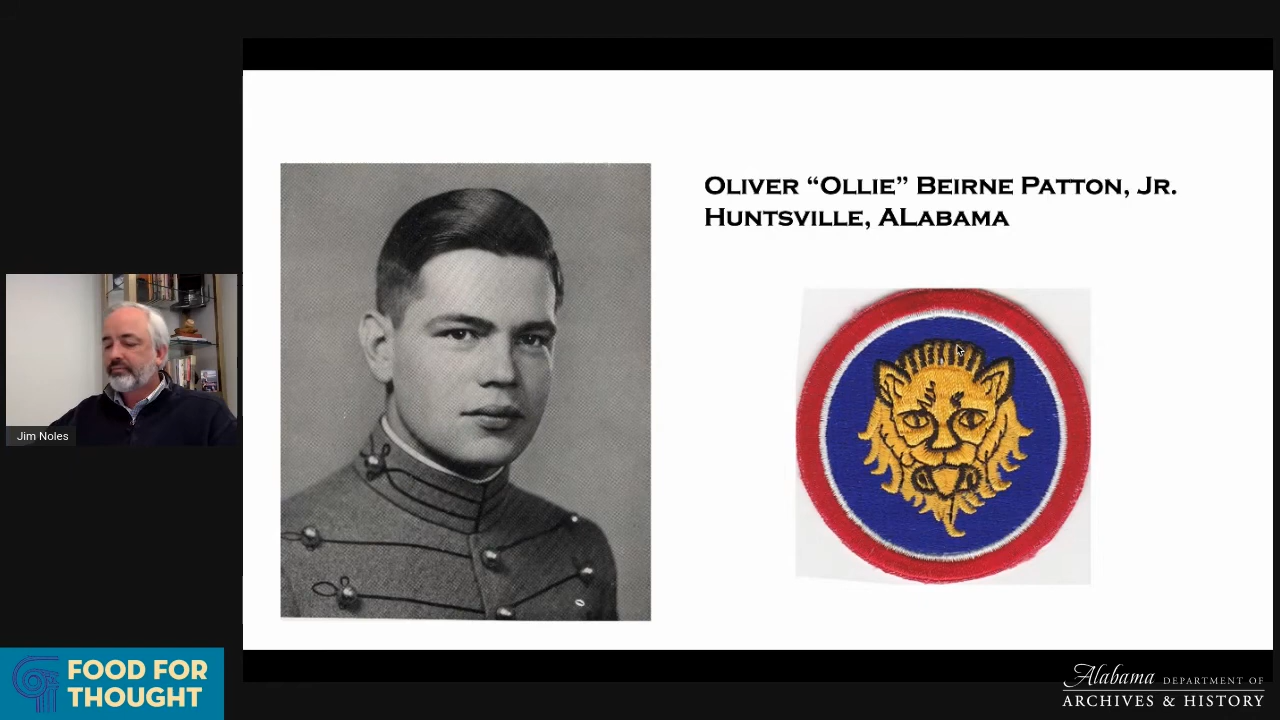 Oliver “Ollie” Beirne Patton, Jr.
Huntsville, ALabama
Jim Noles
FOOD FOR
THOUGHT
Alabama DEPARTMENT OF
ARCHIVES & HISTORY